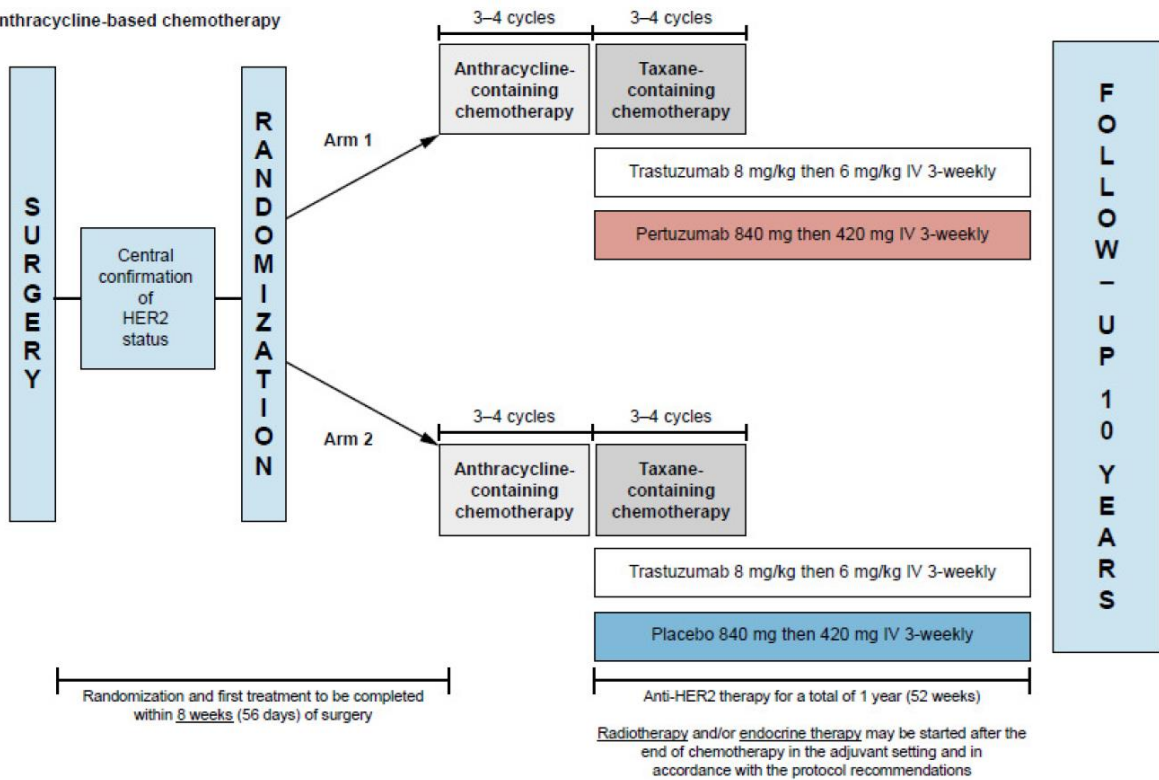 nthracycline-based chemotherapy
3–4 cycles
3–4 cycles
Anthracycline-
containing
chemotherapy
Taxane-
containing
chemotherapy
SURGERY
Central
confirmation
of
HER2
status
RANDOMIZATION
Arm 1
Trastuzumab 8 mg/kg then 6 mg/kg IV 3-weekly
Pertuzumab 840 mg then 420 mg IV 3-weekly
Arm 2
3–4 cycles
3–4 cycles
Anthracycline-
containing
chemotherapy
Taxane-
containing
chemotherapy
Trastuzumab 8 mg/kg then 6 mg/kg IV 3-weekly
Placebo 840 mg then 420 mg IV 3-weekly
FOLLOW– UP 10 YEARS
Randomization and first treatment to be completed
within 8 weeks (56 days) of surgery
Anti-HER2 therapy for a total of 1 year (52 weeks)
Radiotherapy and/or endocrine therapy may be started after the
end of chemotherapy in the adjuvant setting and in
accordance with the protocol recommendations